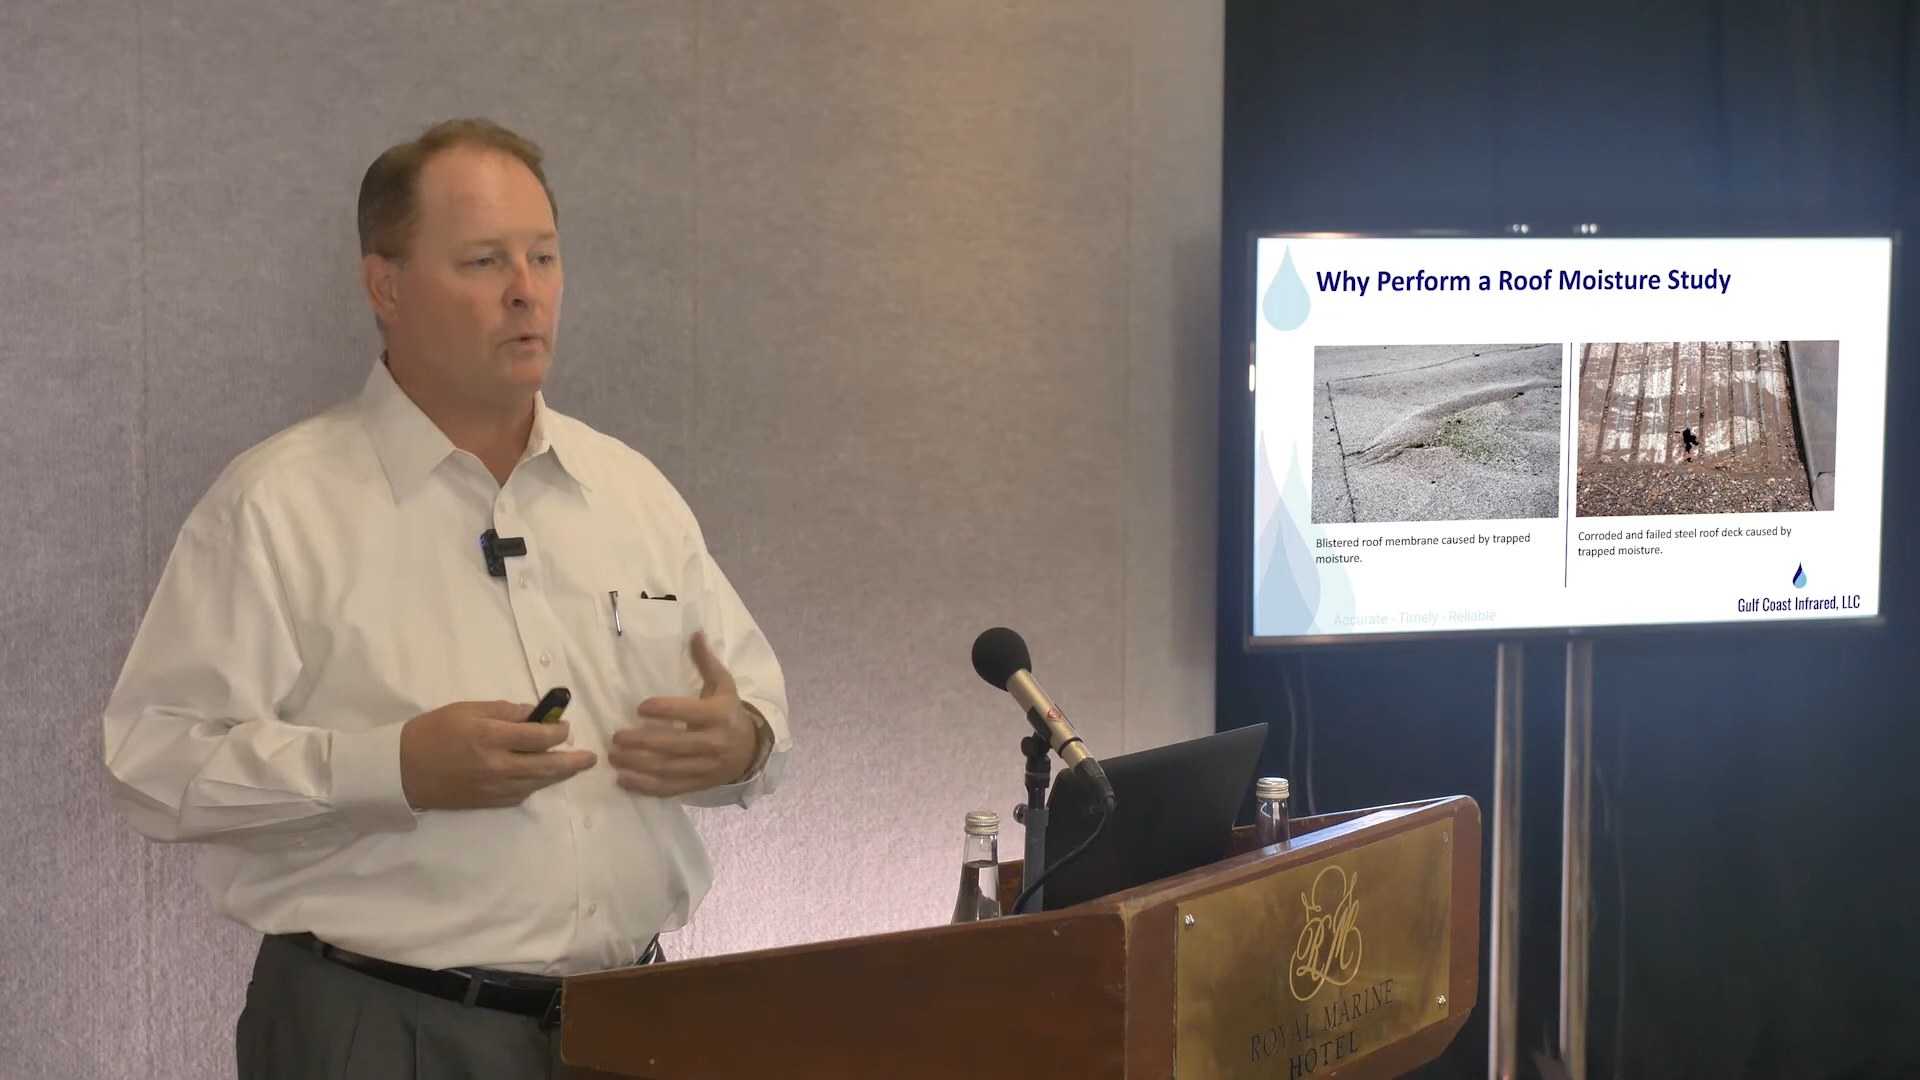 Why Perform a Roof Moisture Study
Blistered roof membrane caused by trapped
moisture.
Corroded and failed steel roof deck caused by
trapped moisture.
Gulf Coast Infrared, LLC
Accurate - Timely - Reliable
RM
ROYAL MARINE
HOTEL